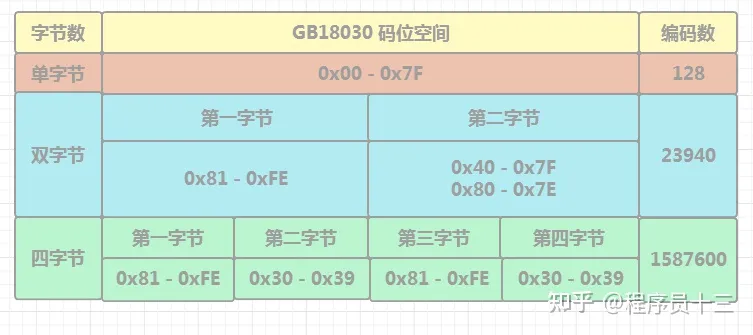 字节数 GB18030 码位空间 编码数
单字节 0x00 - 0x7F 128
双字节 第一字节 第二字节 23940
0x81 - 0xFE 0x40 - 0x7F
0x80 - 0x7E
四字节 第一字节 第二字节 第三字节 第四字节 1587600
0x81 - 0xFE 0x30 - 0x39 0x81 - 0xFE 0x30 - 0x39
知乎 @程序员十三